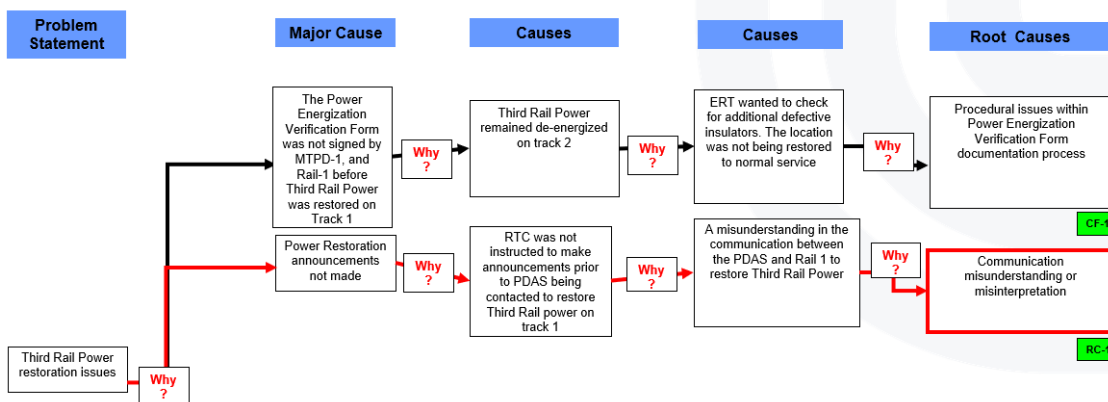 Problem
Statement
Major Cause
Causes
Causes
Root Causes
The Power
Energization
Verification Form
was not signed by
MTPD-1, and
Rail-1 before
Third Rail Power
was restored on
Track 1
Why
?
Third Rail Power
remained de-energized
on track 2
Why
?
ERT wanted to check
for additional defective
insulators. The location
was not being restored
to normal service
Why
?
Procedural issues within
Power Energization
Verification Form
documentation process
CF-1
Power Restoration
announcements
not made
Why
?
RTC was not
instructed to make
announcements prior
to PDAS being
contacted to restore
Third Rail power on
track 1
Why
?
A misunderstanding in the
communication between
the PDAS and Rail 1 to
restore Third Rail Power
Why
?
Communication
misunderstanding or
misinterpretation
RC-1
Third Rail Power
restoration issues
Why
?